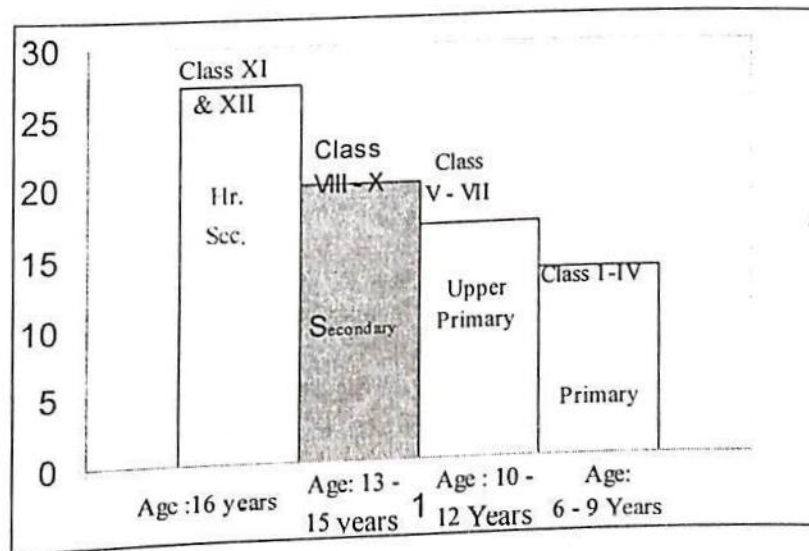 30
25
20
15
10
5
0
Class XI
& XII
Hr.
Sec.
Class
VIII - X
Secondary
Class
V - VII
Upper
Primary
Class I-IV
Primary
Age :16 years
Age: 13 -
15 years
1
Age : 10 -
12 Years
Age:
6 - 9 Years